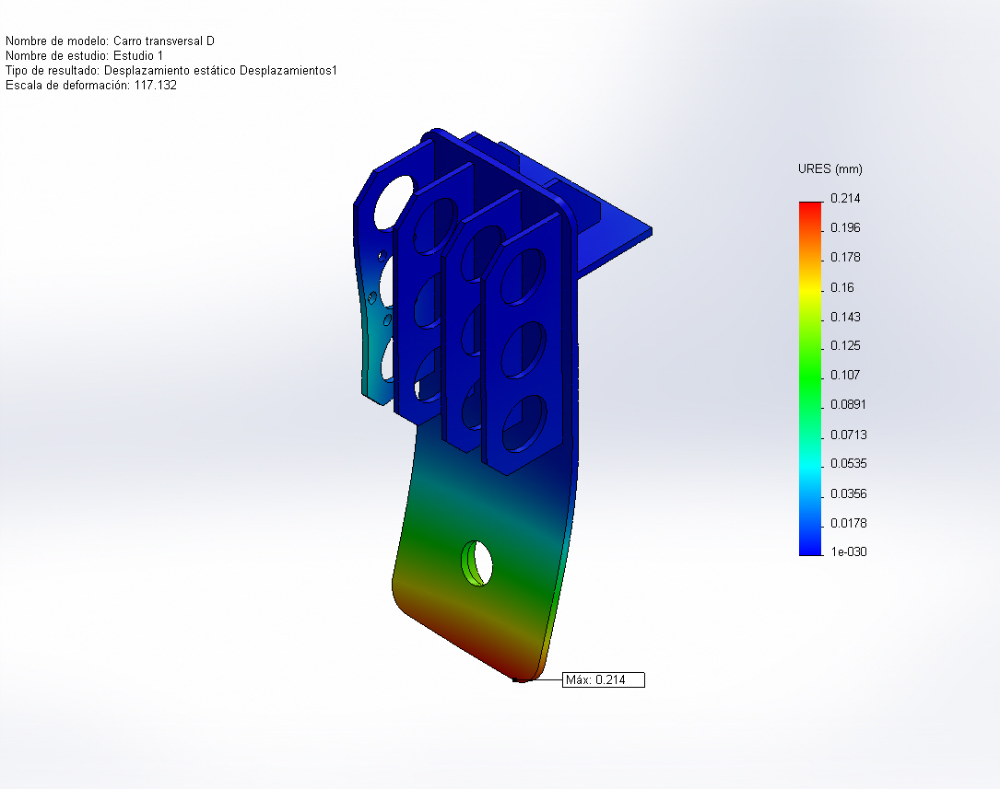 Nombre de modelo: Carro transversal D
Nombre de estudio: Estudio 1
Tipo de resultado: Desplazamiento estático Desplazamientos1
Escala de deformación: 117.132
URES (mm)
0.214
0.196
0.178
0.16
0.143
0.125
0.107
0.0891
0.0713
0.0535
0.0356
0.0178
1e-030
Máx: 0.214